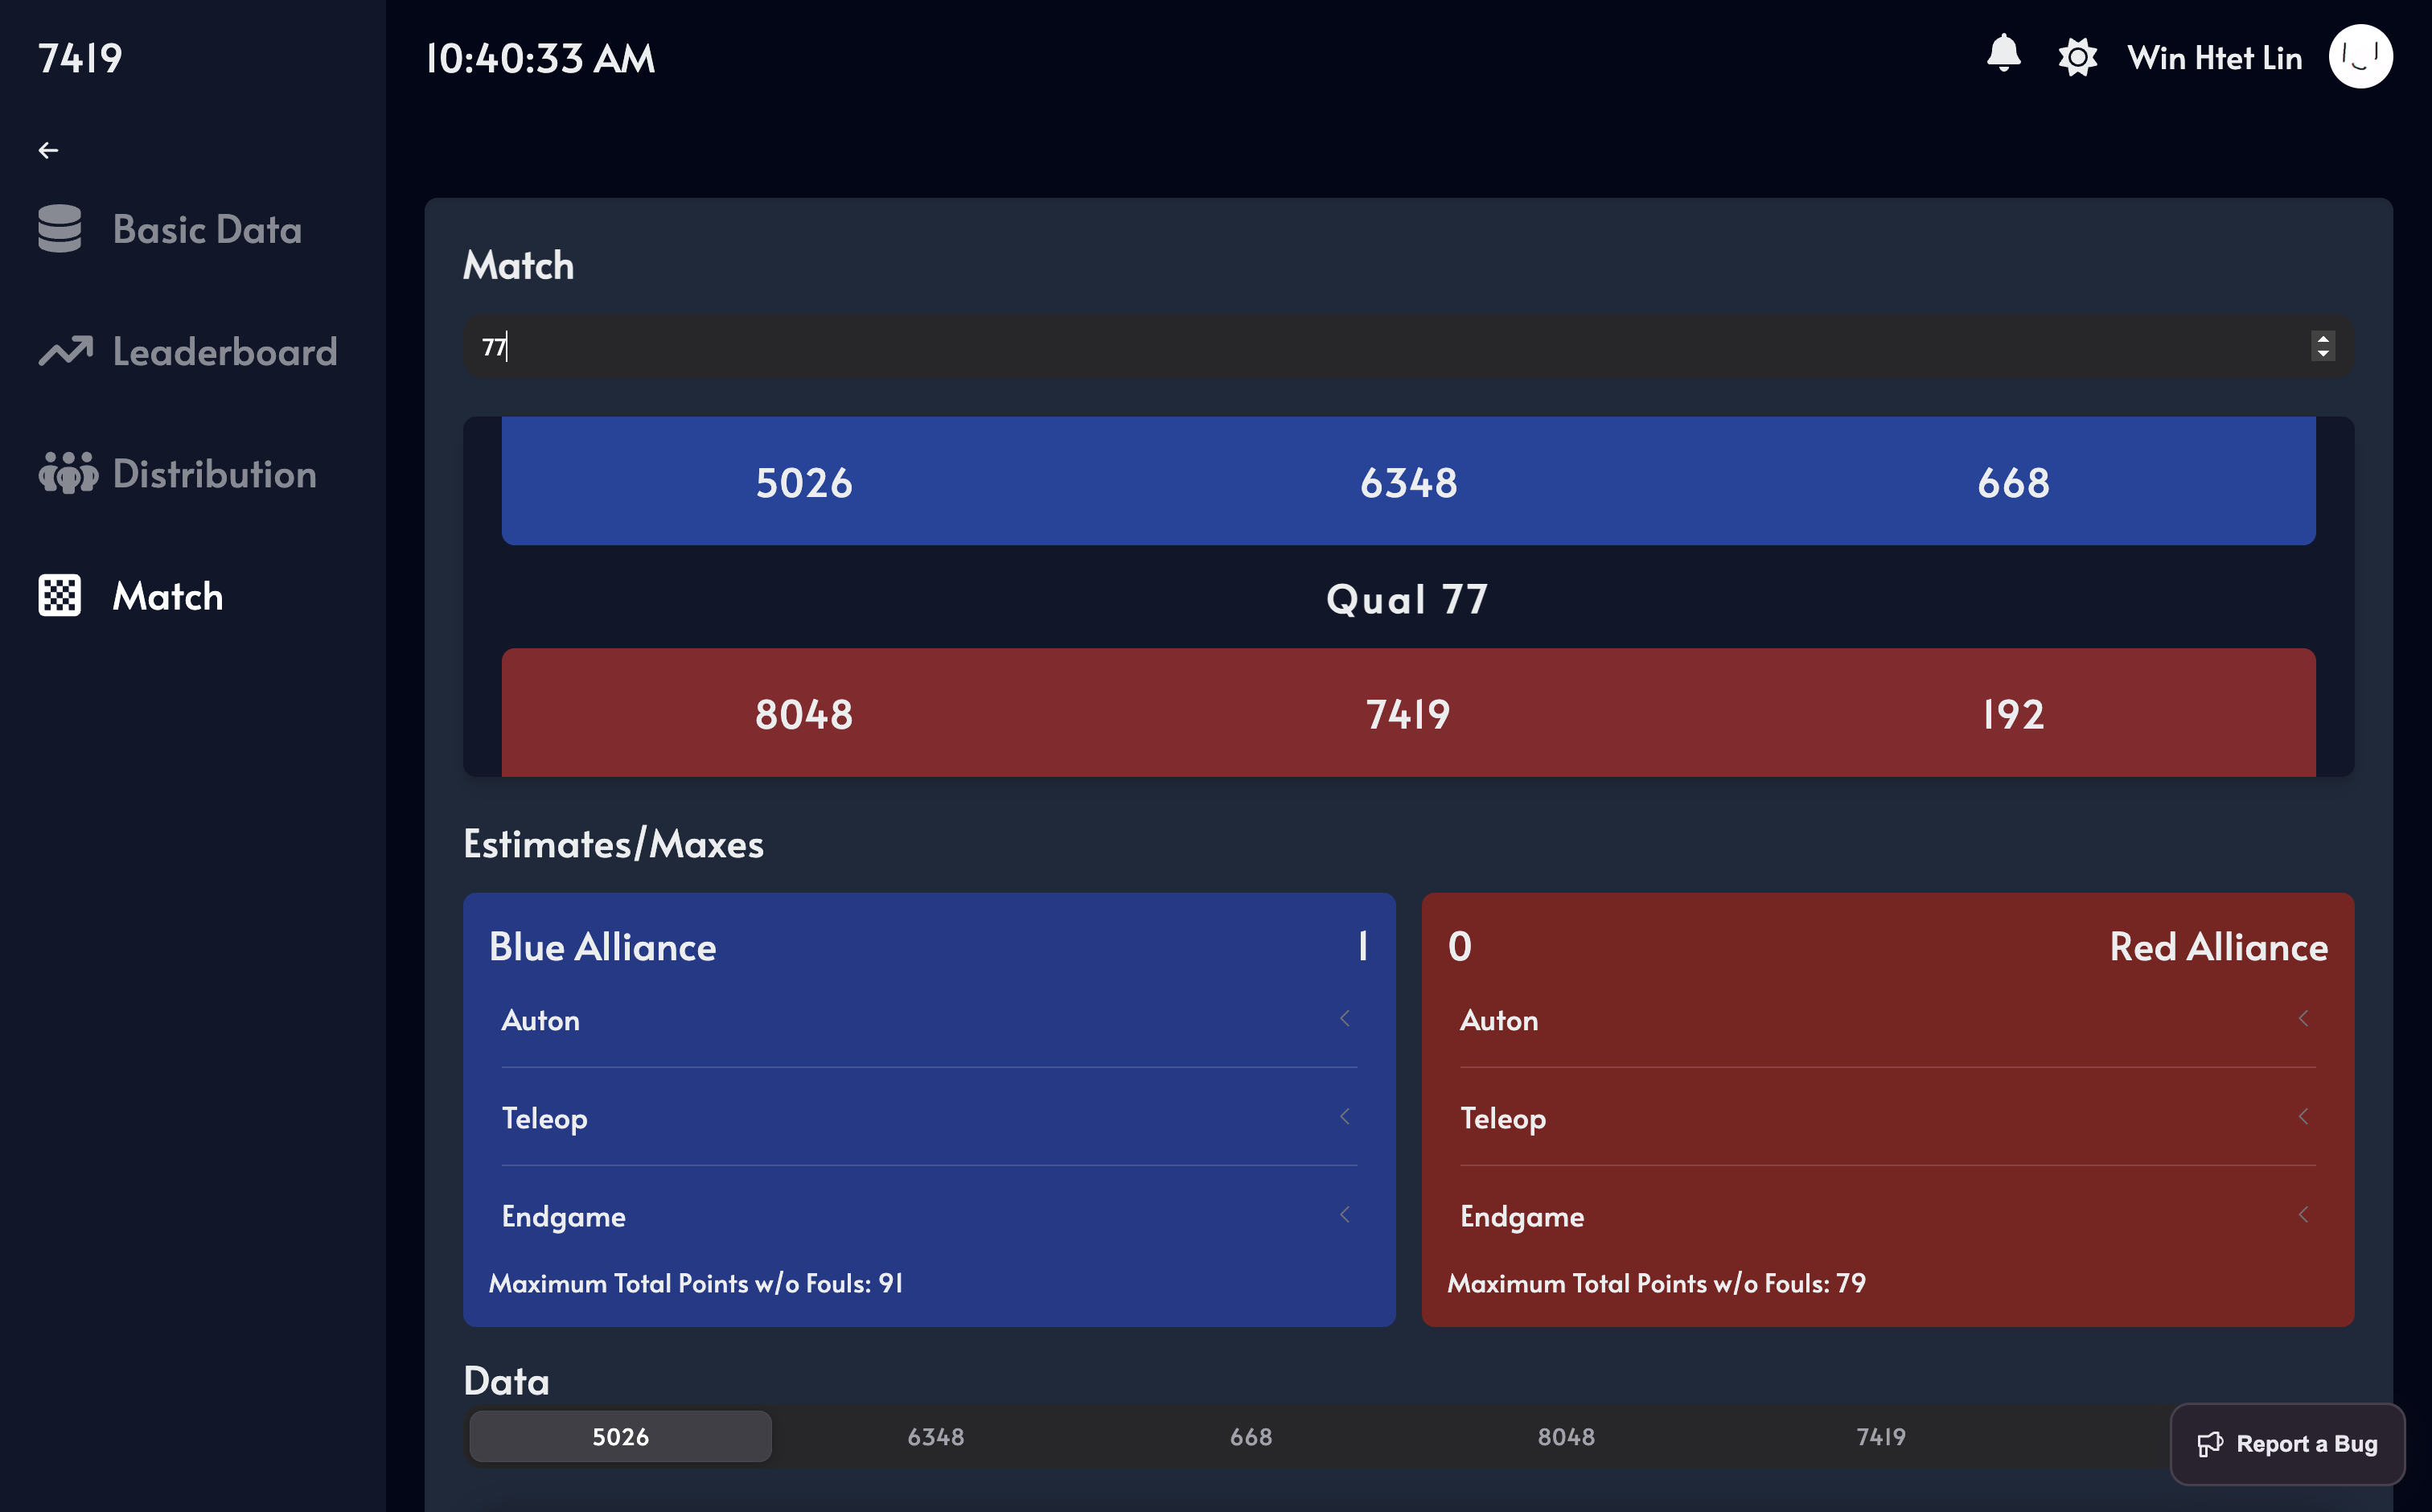 7419
10:40:33 AM
Win Htet Lin
Basic Data
Leaderboard
Distribution
Match
Match
77
5026 6348 668
Qual 77
8048 7419 192
Estimates/Maxes
Blue Alliance 1
Auton
Teleop
Endgame
Maximum Total Points w/o Fouls: 91
0 Red Alliance
Auton
Teleop
Endgame
Maximum Total Points w/o Fouls: 79
Data
5026 6348 668 8048 7419
Report a Bug